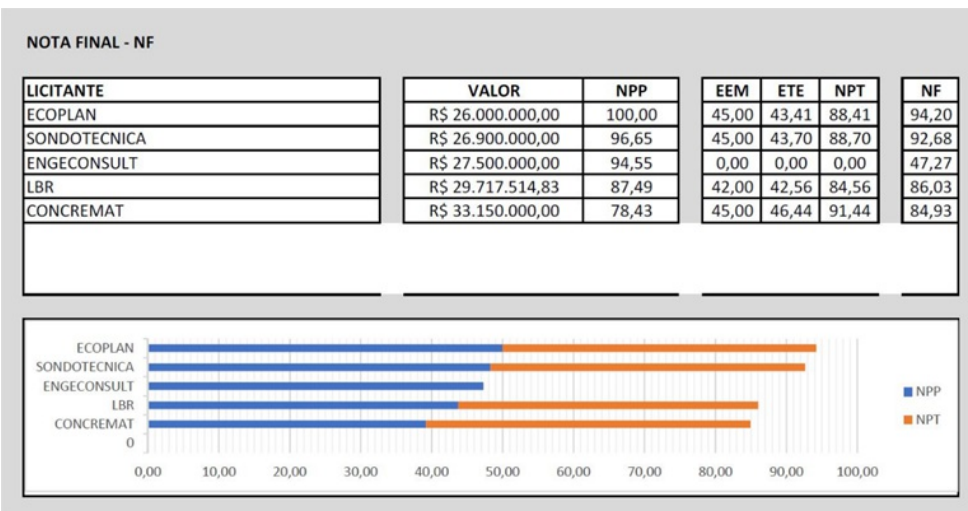 NOTA FINAL - NF
LICITANTE VALOR NPP EEM ETE NPT NF
ECOPLAN R$ 26.000.000,00 100,00 45,00 43,41 88,41 94,20
SONDOTECNICA R$ 26.900.000,00 96,65 45,00 43,70 88,70 92,68
ENGECONSULT R$ 27.500.000,00 94,55 0,00 0,00 0,00 47,27
LBR R$ 29.717.514,83 87,49 42,00 42,56 84,56 86,03
CONCREMAT R$ 33.150.000,00 78,43 45,00 46,44 91,44 84,93
ECOPLAN
SONDOTECNICA
ENGECONSULT
LBR
CONCREMAT
0
0,00 10,00 20,00 30,00 40,00 50,00 60,00 70,00 80,00 90,00 100,00
NPP
NPT